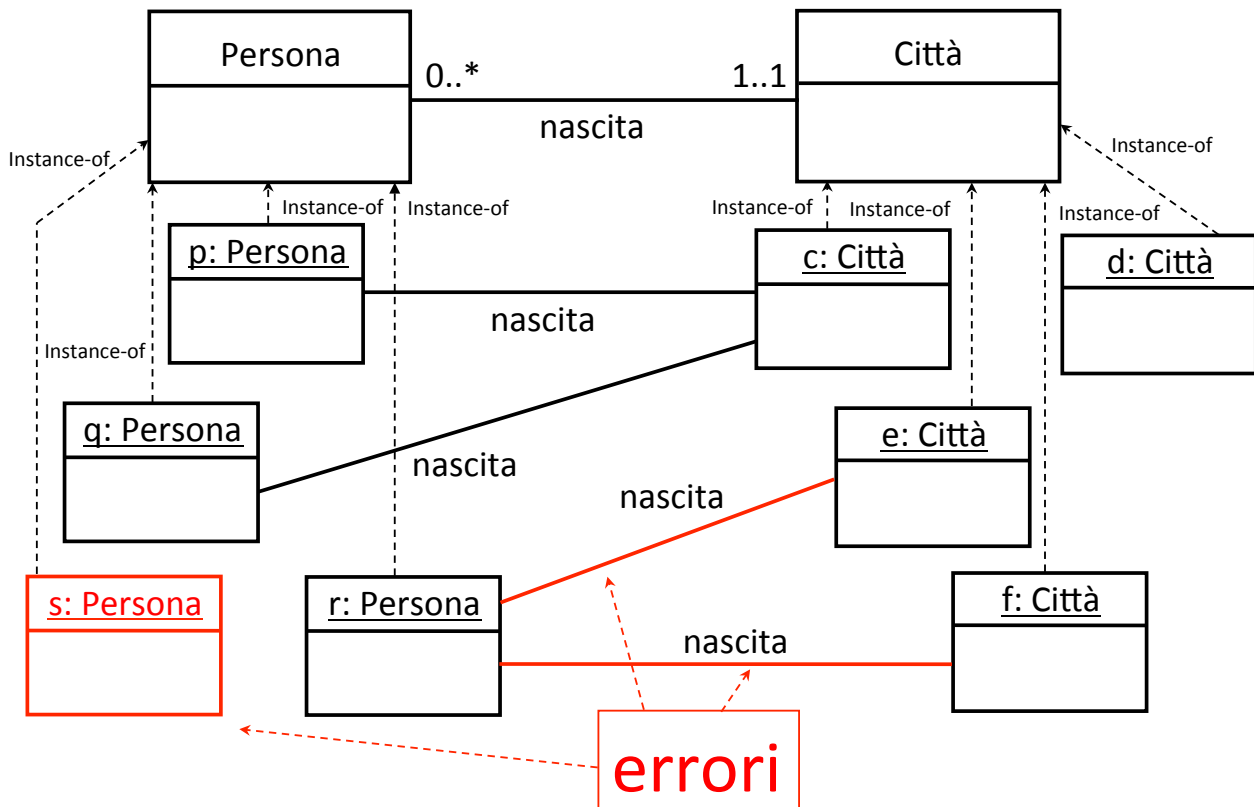 Persona
Città
0..*
1..1
nascita
Instance-of
Instance-of
Instance-of
Instance-of
Instance-of
Instance-of
Instance-of
p: Persona
c: Città
d: Città
nascita
Instance-of
q: Persona
e: Città
nascita
nascita
s: Persona
r: Persona
f: Città
nascita
errori